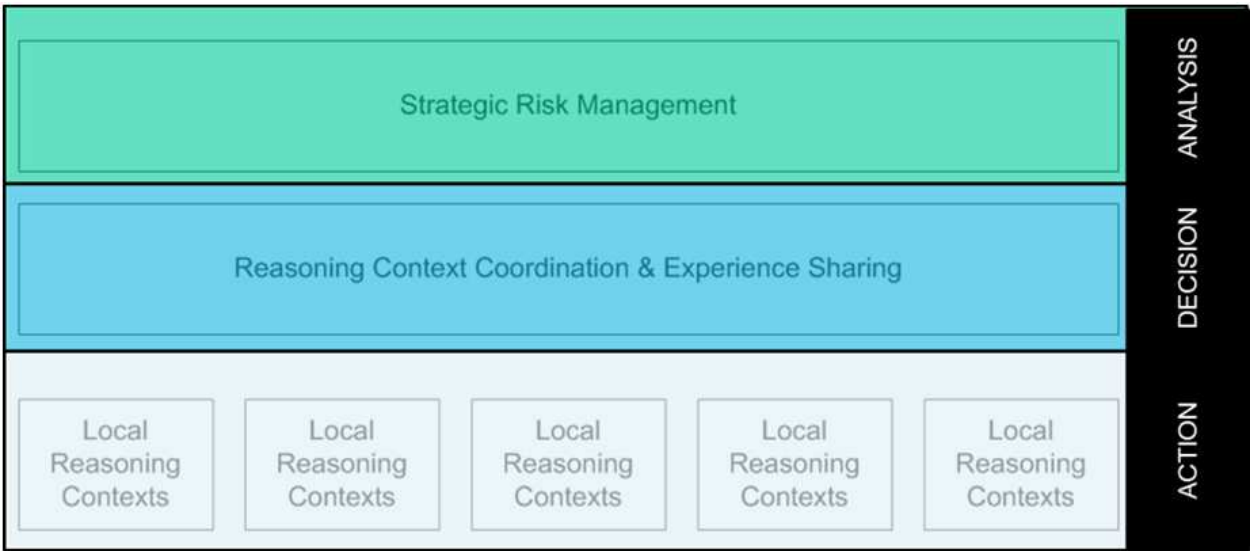 Strategic Risk Management
ANALYSIS
Reasoning Context Coordination & Experience Sharing
DECISION
Local
Reasoning
Contexts
Local
Reasoning
Contexts
Local
Reasoning
Contexts
Local
Reasoning
Contexts
Local
Reasoning
Contexts
ACTION